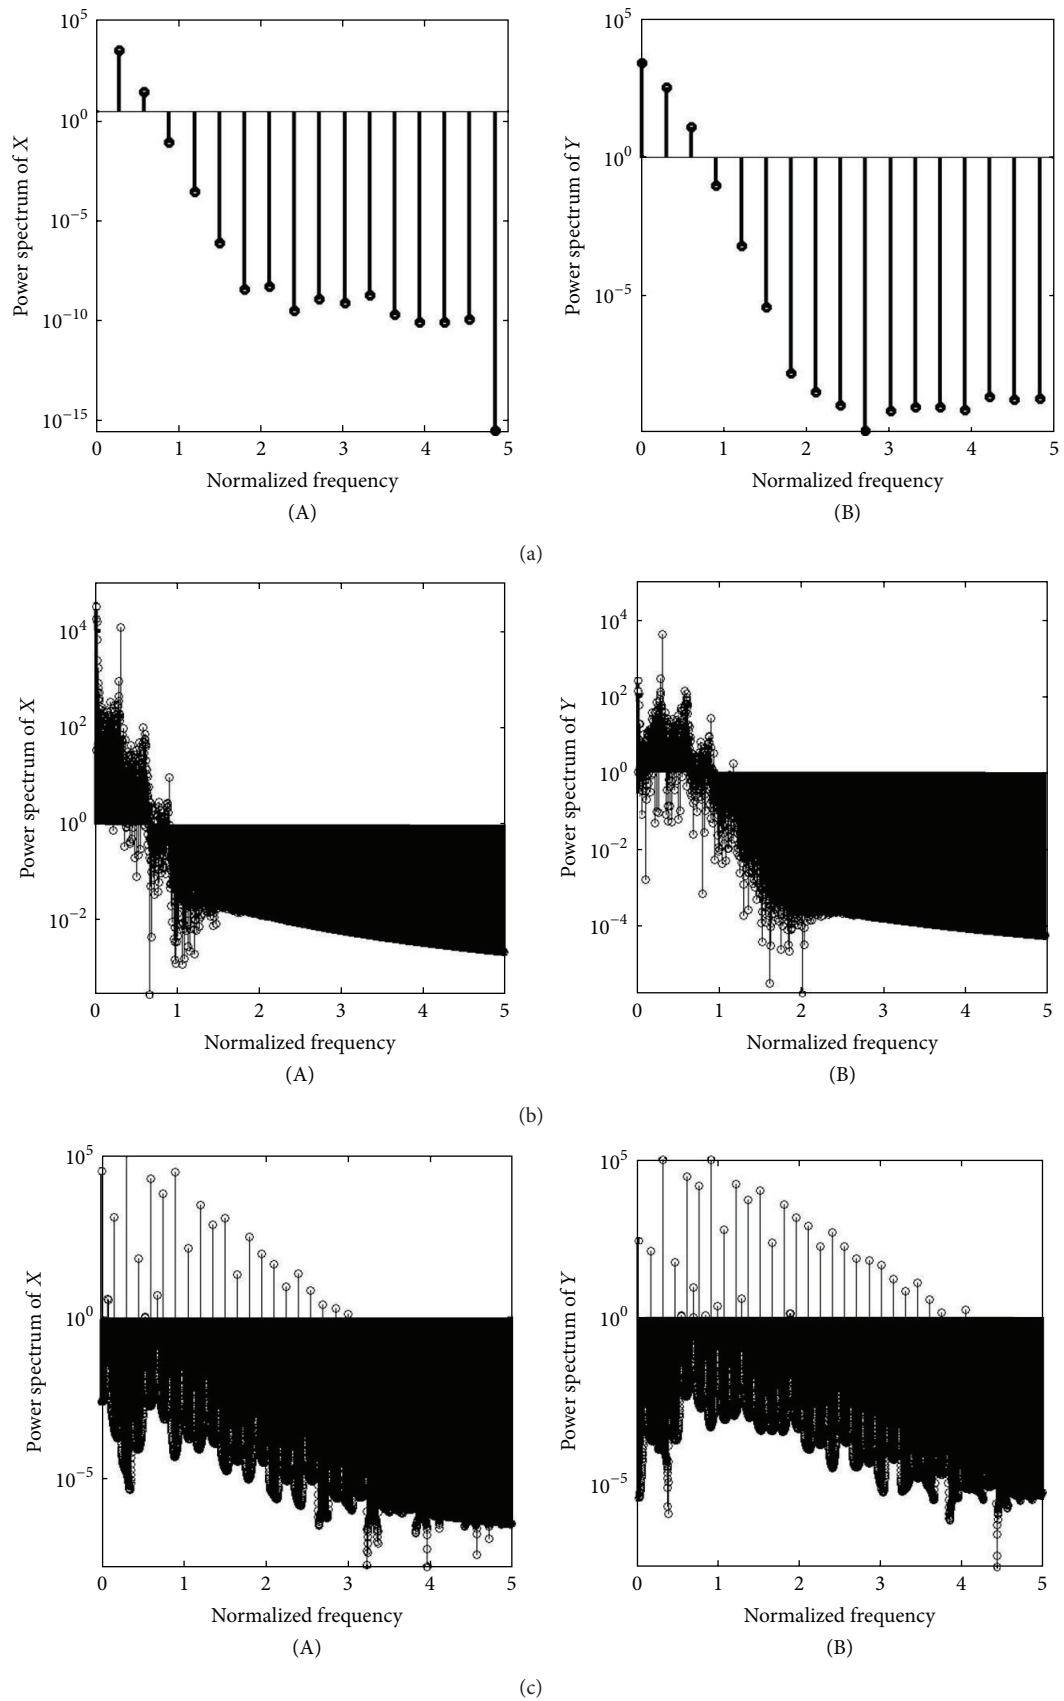 10^5
10^0
10^−5
10^−10
10^−15
Power spectrum of X
0 1 2 3 4 5
Normalized frequency
(A)
10^5
10^0
10^−5
Power spectrum of Y
0 1 2 3 4 5
Normalized frequency
(B)
(a)
10^4
10^2
10^0
10^−2
Power spectrum of X
0 1 2 3 4 5
Normalized frequency
(A)
10^4
10^2
10^0
10^−2
10^−4
Power spectrum of Y
0 1 2 3 4 5
Normalized frequency
(B)
(b)
10^5
10^0
10^−5
Power spectrum of X
0 1 2 3 4 5
Normalized frequency
(A)
10^5
10^0
10^−5
Power spectrum of Y
0 1 2 3 4 5
Normalized frequency
(B)
(c)